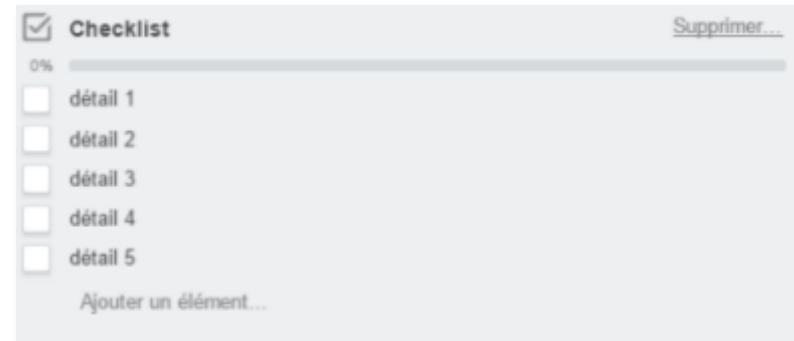 Checklist Supprimer...
0%
détail 1
détail 2
détail 3
détail 4
détail 5
Ajouter un élément...